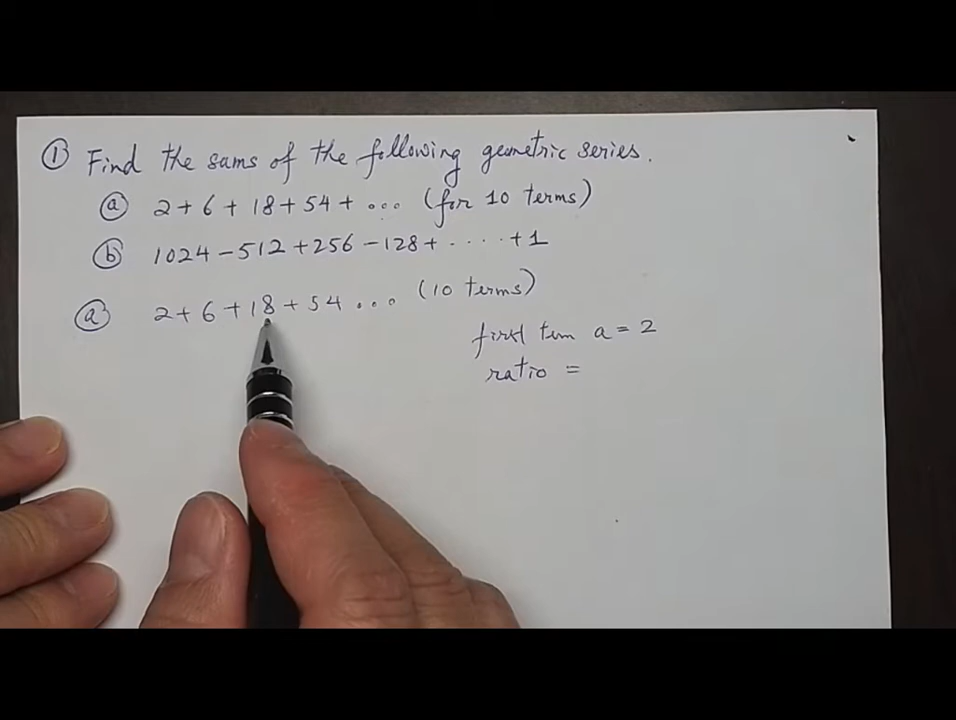 ① Find the sums of the following geometric series.
ⓐ 2 + 6 + 18 + 54 + ... (for 10 terms)
ⓑ 1024 - 512 + 256 - 128 + .... + 1
ⓐ 2 + 6 + 18 + 54 ... (10 terms)
first term a = 2
ratio =